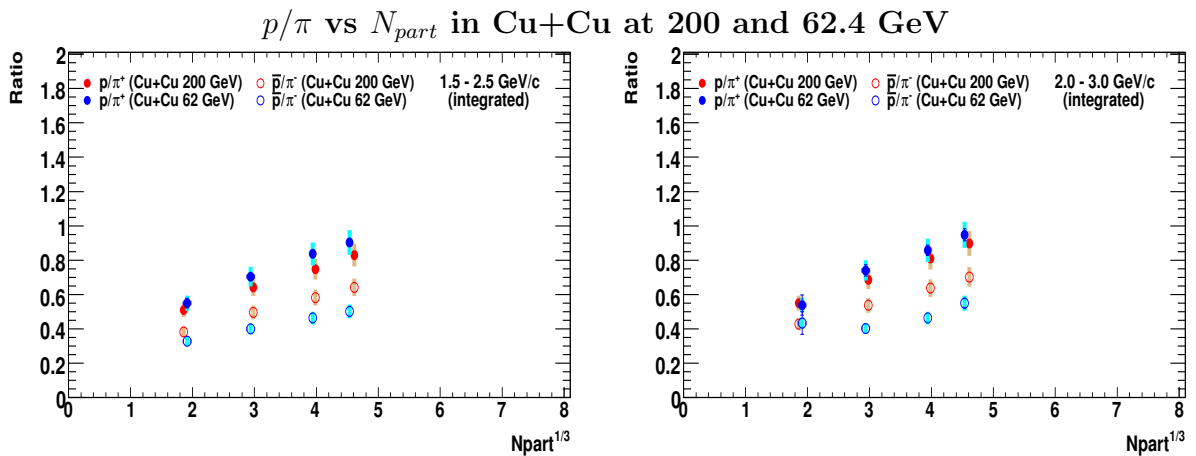 p/π vs Npart in Cu+Cu at 200 and 62.4 GeV
Ratio
2
1.8
1.6
1.4
1.2
1
0.8
0.6
0.4
0.2
0
p/π⁺ (Cu+Cu 200 GeV) p̅/π⁻ (Cu+Cu 200 GeV) 1.5 - 2.5 GeV/c
p/π⁺ (Cu+Cu 62 GeV) p̅/π⁻ (Cu+Cu 62 GeV) (integrated)
0 1 2 3 4 5 6 7 8
Npart^1/3
Ratio
2
1.8
1.6
1.4
1.2
1
0.8
0.6
0.4
0.2
0
p/π⁺ (Cu+Cu 200 GeV) p̅/π⁻ (Cu+Cu 200 GeV) 2.0 - 3.0 GeV/c
p/π⁺ (Cu+Cu 62 GeV) p̅/π⁻ (Cu+Cu 62 GeV) (integrated)
0 1 2 3 4 5 6 7 8
Npart^1/3